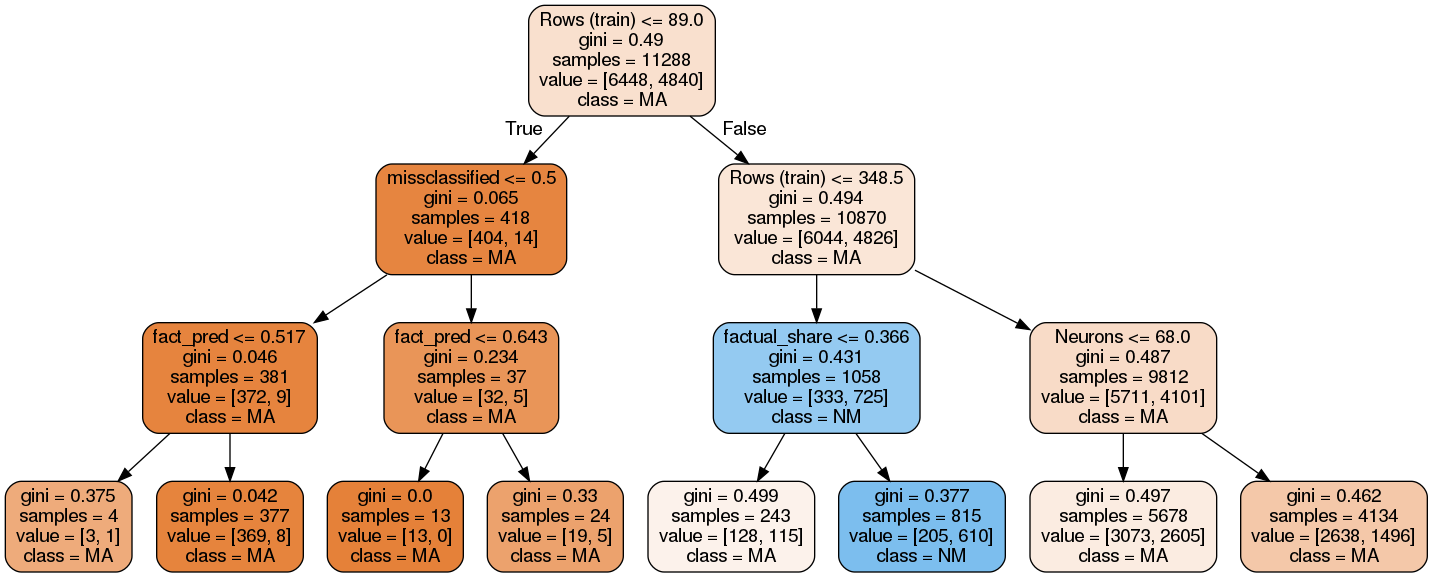 Rows (train) <= 89.0
gini = 0.49
samples = 11288
value = [6448, 4840]
class = MA
True
False
missclassified <= 0.5
gini = 0.065
samples = 418
value = [404, 14]
class = MA
Rows (train) <= 348.5
gini = 0.494
samples = 10870
value = [6044, 4826]
class = MA
fact_pred <= 0.517
gini = 0.046
samples = 381
value = [372, 9]
class = MA
fact_pred <= 0.643
gini = 0.234
samples = 37
value = [32, 5]
class = MA
factual_share <= 0.366
gini = 0.431
samples = 1058
value = [333, 725]
class = NM
Neurons <= 68.0
gini = 0.487
samples = 9812
value = [5711, 4101]
class = MA
gini = 0.375
samples = 4
value = [3, 1]
class = MA
gini = 0.042
samples = 377
value = [369, 8]
class = MA
gini = 0.0
samples = 13
value = [13, 0]
class = MA
gini = 0.33
samples = 24
value = [19, 5]
class = MA
gini = 0.499
samples = 243
value = [128, 115]
class = MA
gini = 0.377
samples = 815
value = [205, 610]
class = NM
gini = 0.497
samples = 5678
value = [3073, 2605]
class = MA
gini = 0.462
samples = 4134
value = [2638, 1496]
class = MA